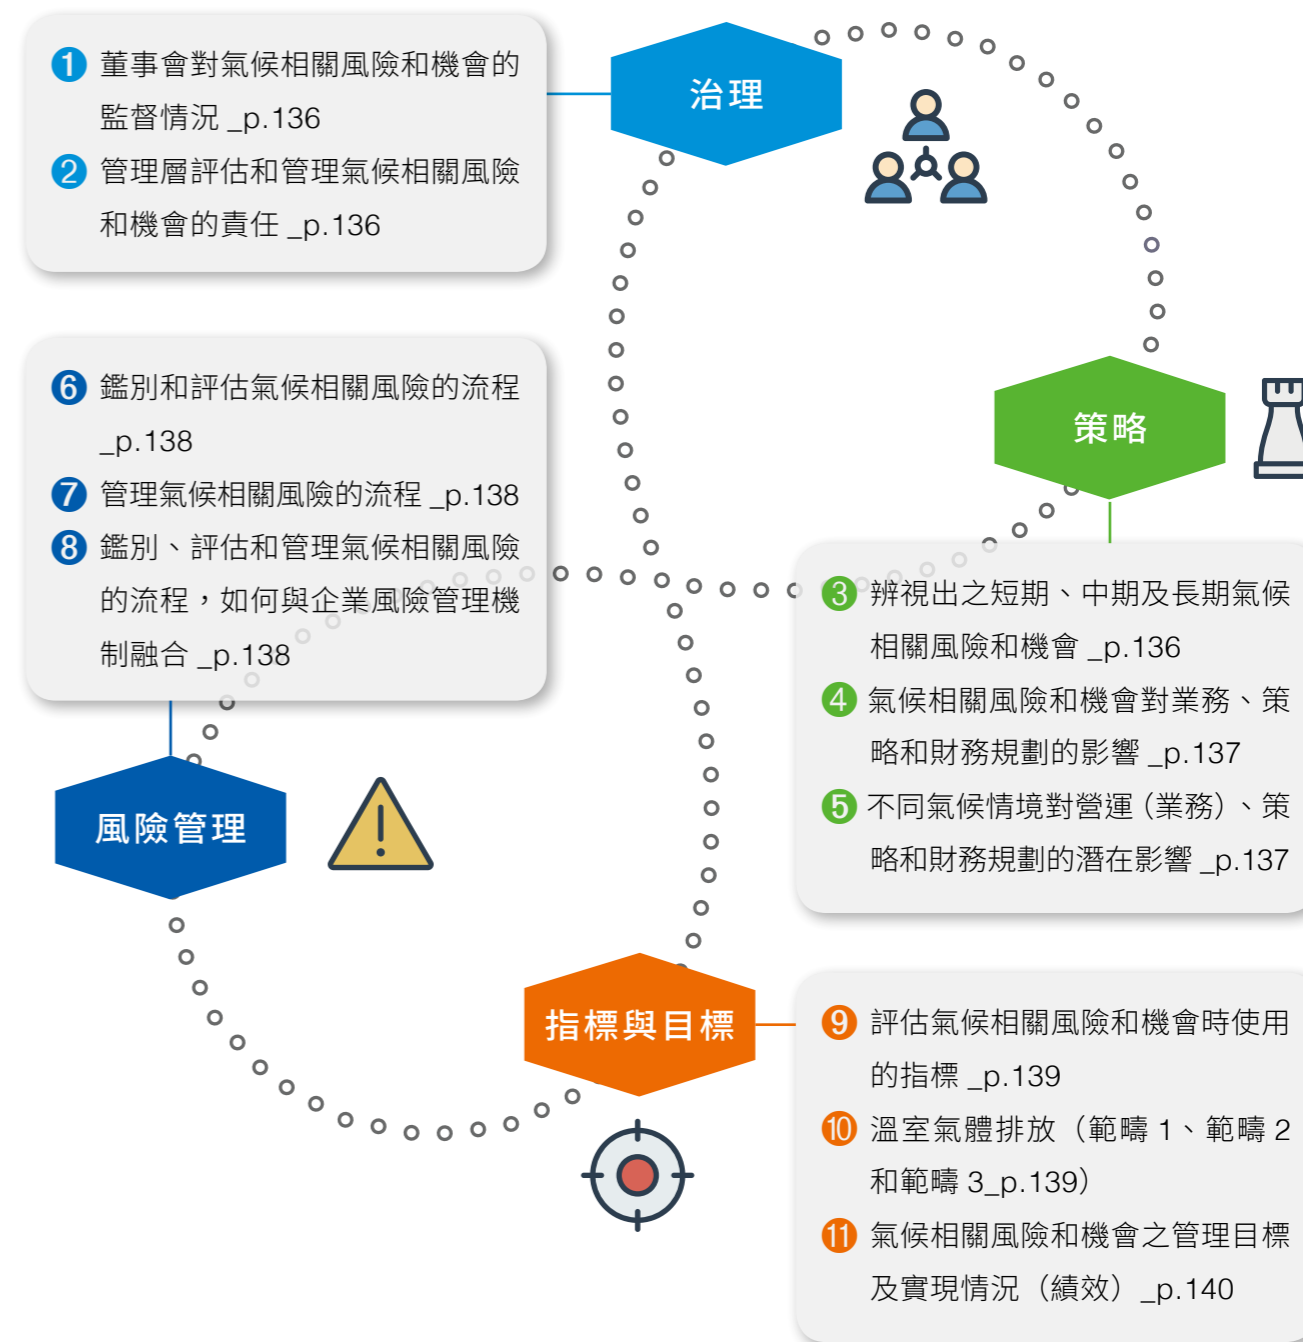 治理
❶ 董事會對氣候相關風險和機會的
監督情況 _p.136
❷ 管理層評估和管理氣候相關風險
和機會的責任 _p.136
策略
❸ 辨視出之短期、中期及長期氣候
相關風險和機會 _p.136
❹ 氣候相關風險和機會對業務、策
略和財務規劃的影響 _p.137
❺ 不同氣候情境對營運（業務）、策
略和財務規劃的潛在影響 _p.137
❻ 鑑別和評估氣候相關風險的流程
_p.138
❼ 管理氣候相關風險的流程 _p.138
❽ 鑑別、評估和管理氣候相關風險
的流程，如何與企業風險管理機
制融合 _p.138
風險管理
指標與目標
❾ 評估氣候相關風險和機會時使用
的指標 _p.139
❿ 溫室氣體排放（範疇 1、範疇 2
和範疇 3_p.139）
⓫ 氣候相關風險和機會之管理目標
及實現情況（績效）_p.140